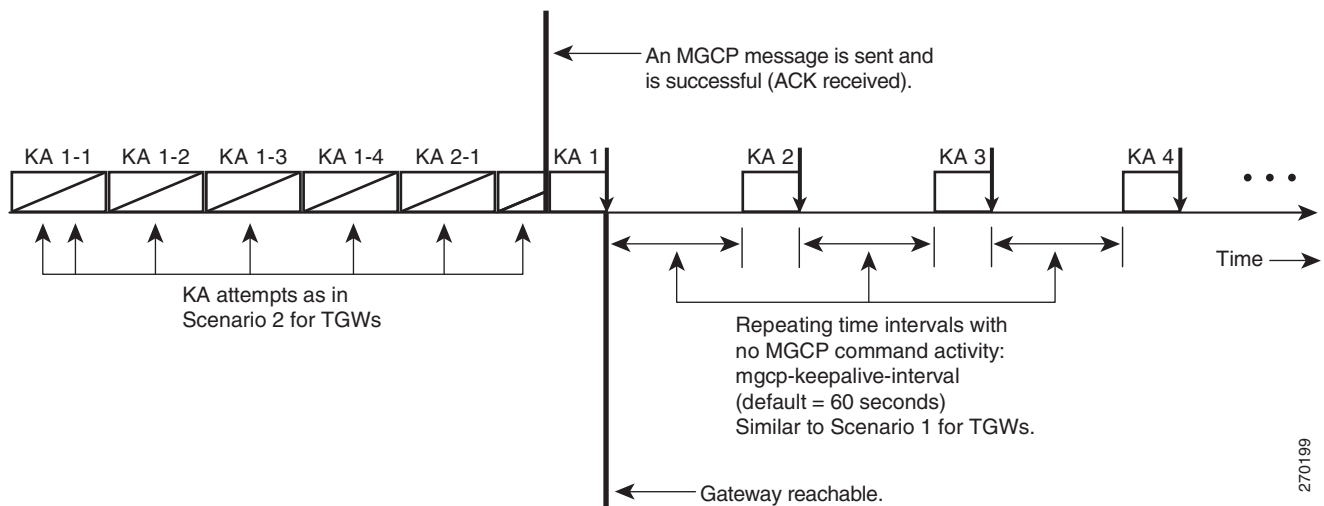 An MGCP message is sent and
is successful (ACK received).
KA 1-1 KA 1-2 KA 1-3 KA 1-4 KA 2-1 KA 1 KA 2 KA 3 KA 4
• • •
Time
KA attempts as in
Scenario 2 for TGWs
Repeating time intervals with
no MGCP command activity:
mgcp-keepalive-interval
(default = 60 seconds)
Similar to Scenario 1 for TGWs.
Gateway reachable.
270199